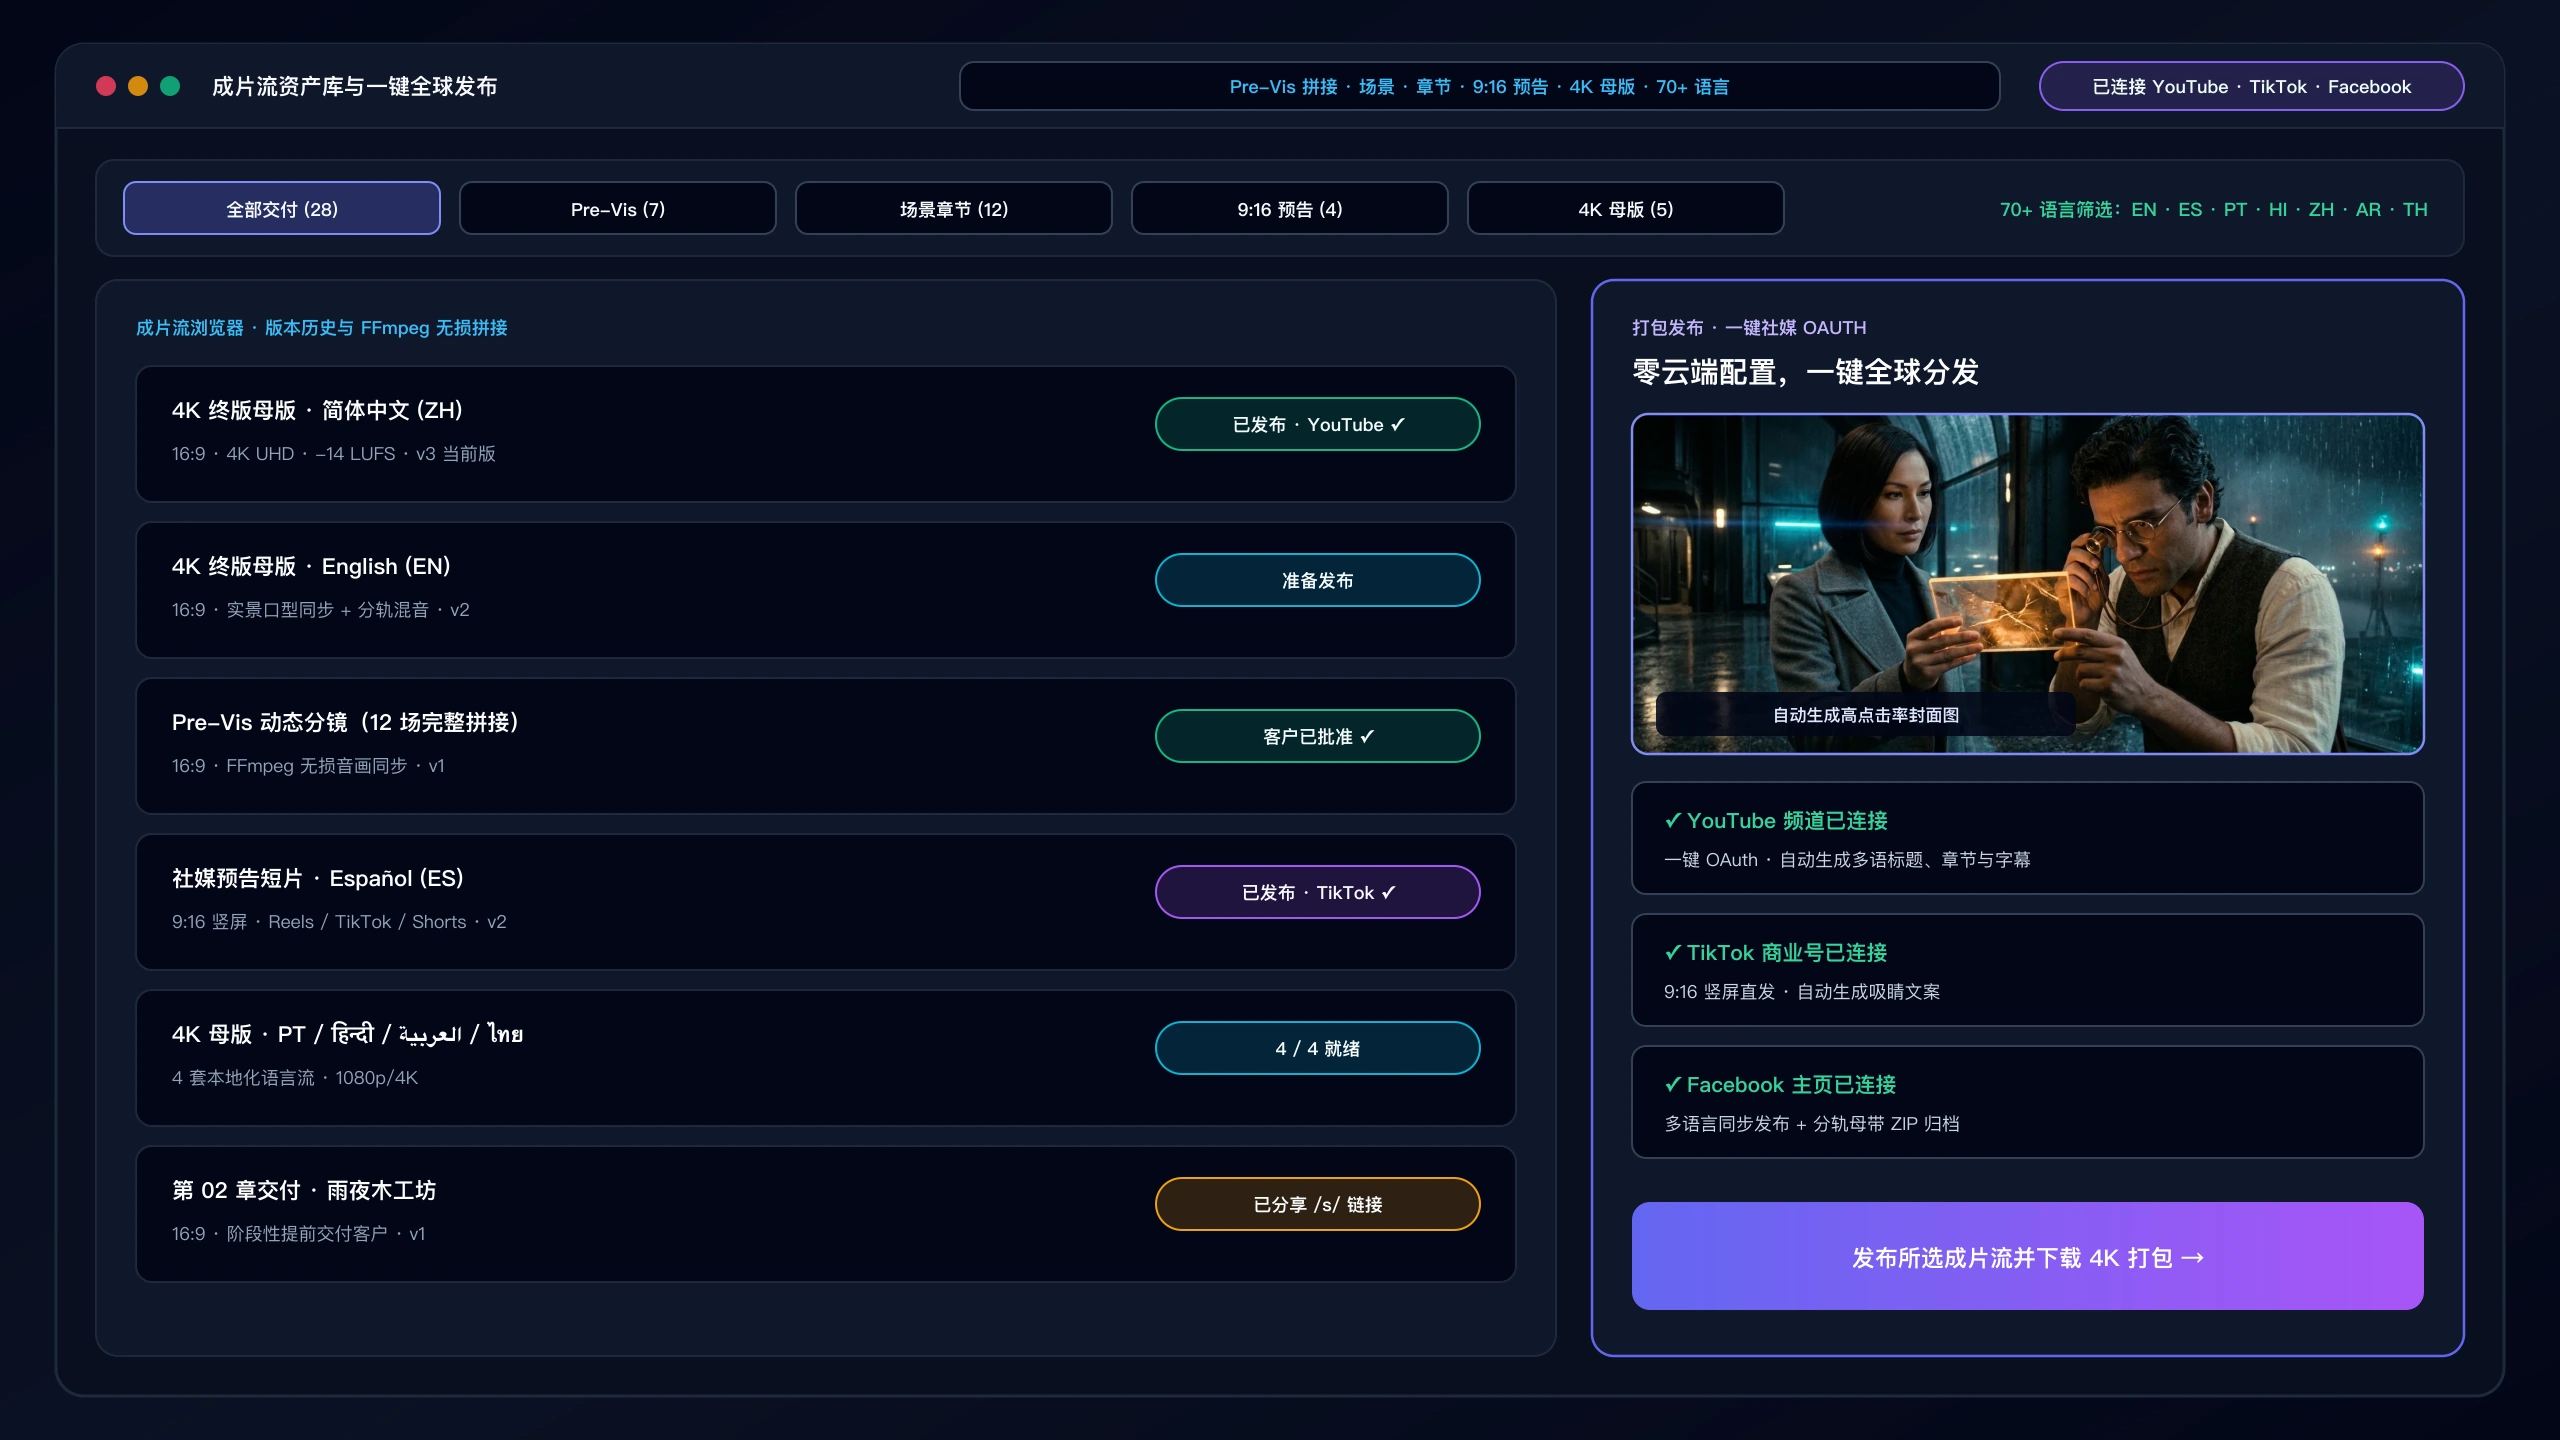 成片流资产库与一键全球发布
Pre-Vis 拼接 · 场景 · 章节 · 9:16 预告 · 4K 母版 · 70+ 语言
已连接 YouTube · TikTok · Facebook
全部交付 (28)
Pre-Vis (7)
场景章节 (12)
9:16 预告 (4)
4K 母版 (5)
70+ 语言筛选: EN · ES · PT · HI · ZH · AR · TH
成片流浏览器 · 版本历史与 FFmpeg 无损拼接
4K 终版母版 · 简体中文 (ZH)
16:9 · 4K UHD · -14 LUFS · v3 当前版
已发布 · YouTube ✓
4K 终版母版 · English (EN)
16:9 · 实景口型同步 + 分轨混音 · v2
准备发布
Pre-Vis 动态分镜（12 场完整拼接）
16:9 · FFmpeg 无损音画同步 · v1
客户已批准 ✓
社媒预告短片 · Español (ES)
9:16 竖屏 · Reels / TikTok / Shorts · v2
已发布 · TikTok ✓
4K 母版 · PT / हिन्दी / العربية / ไทย
4 套本地化语言流 · 1080p/4K
4 / 4 就绪
第 02 章交付 · 雨夜木工坊
16:9 · 阶段性提前交付客户 · v1
已分享 /s/ 链接
打包发布 · 一键社媒 OAUTH
零云端配置，一键全球分发
自动生成高点击率封面图
✓ YouTube 频道已连接
一键 OAuth · 自动生成多语标题、章节与字幕
✓ TikTok 商业号已连接
9:16 竖屏直发 · 自动生成吸睛文案
✓ Facebook 主页已连接
多语言同步发布 + 分轨母带 ZIP 归档
发布所选成片流并下载 4K 打包 →